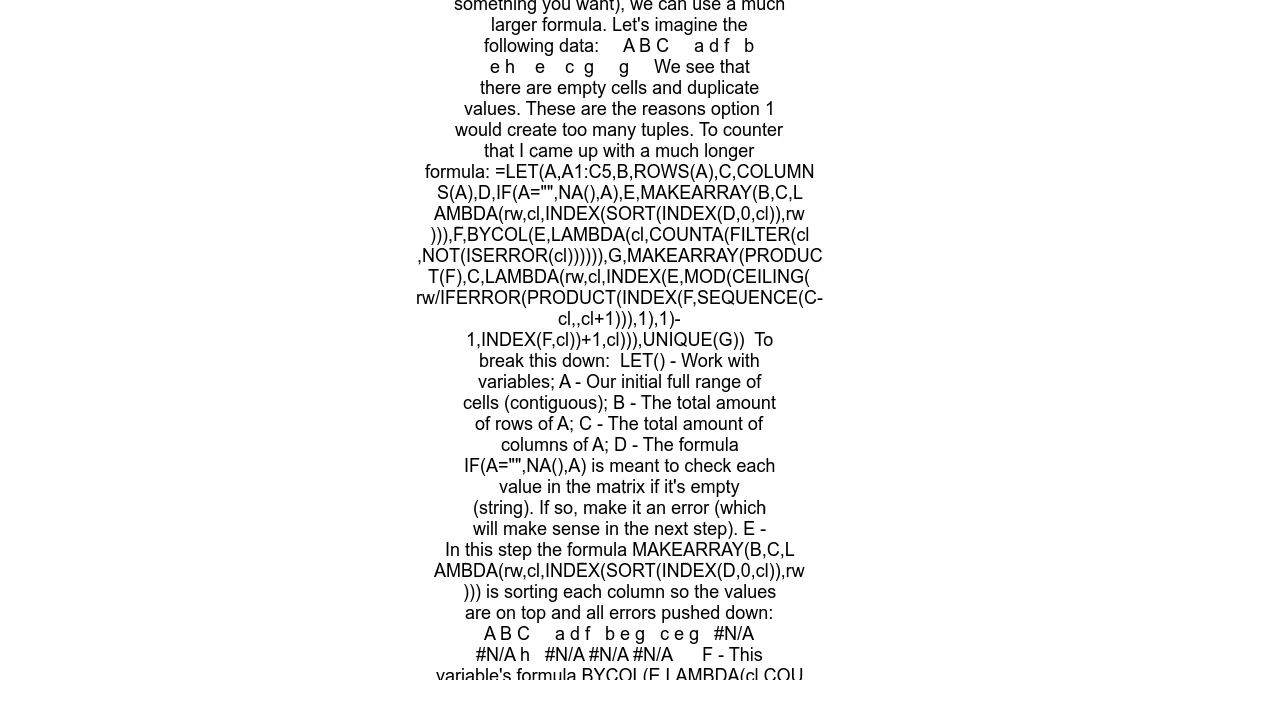 something you want), we can use a much
larger formula. Let's imagine the
following data: A B C a d f b
e h e c g g We see that
there are empty cells and duplicate
values. These are the reasons option 1
would create too many tuples. To counter
that I came up with a much longer
formula: =LET(A,A1:C5,B,ROWS(A),C,COLUMN
S(A),D,IF(A="",NA(),A),E,MAKEARRAY(B,C,L
AMBDA(rw,cl,INDEX(SORT(INDEX(D,0,cl)),rw
))),F,BYCOL(E,LAMBDA(cl,COUNTA(FILTER(cl
,NOT(ISERROR(cl)))))),G,MAKEARRAY(PRODUC
T(F),C,LAMBDA(rw,cl,INDEX(E,MOD(CEILING(
rw/IFERROR(PRODUCT(INDEX(F,SEQUENCE(C-
cl,,cl+1))),1),1)-
1,INDEX(F,cl))+1,cl))),UNIQUE(G)) To
break this down: LET() - Work with
variables; A - Our initial full range of
cells (contiguous); B - The total amount
of rows of A; C - The total amount of
columns of A; D - The formula
IF(A="",NA(),A) is meant to check each
value in the matrix if it's empty
(string). If so, make it an error (which
will make sense in the next step). E -
In this step the formula MAKEARRAY(B,C,L
AMBDA(rw,cl,INDEX(SORT(INDEX(D,0,cl)),rw
))) is sorting each column so the values
are on top and all errors pushed down:
A B C a d f b e g c e g #N/A
#N/A h #N/A #N/A #N/A F - This
variable's formula BYCOL(E,LAMBDA(cl,COU